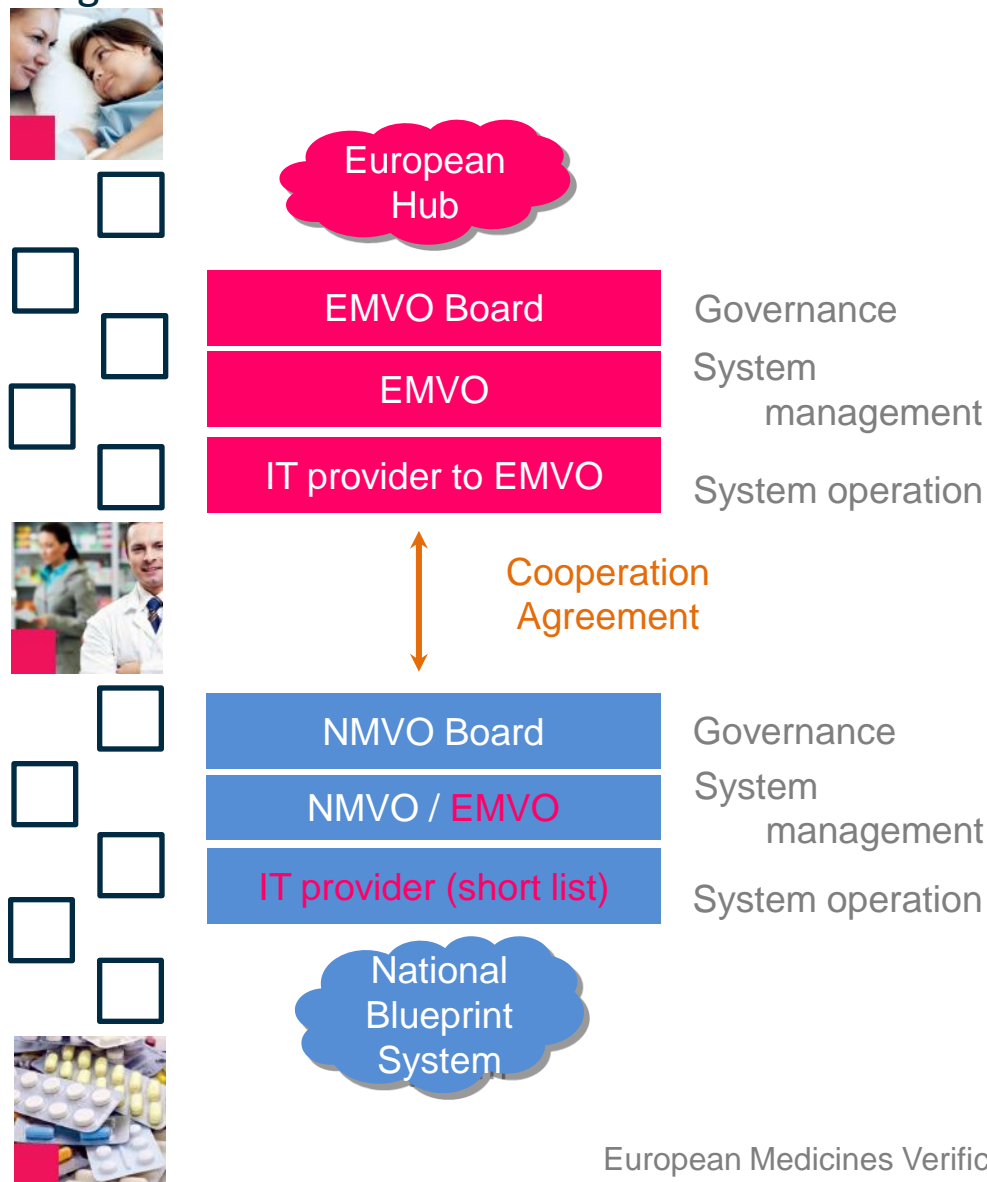 European
Hub
EMVO Board
Governance
EMVO
System
management
IT provider to EMVO
System operation
Cooperation
Agreement
NMVO Board
Governance
NMVO / EMVO
System
management
IT provider (short list)
System operation
National
Blueprint
System
European Medicines Verific